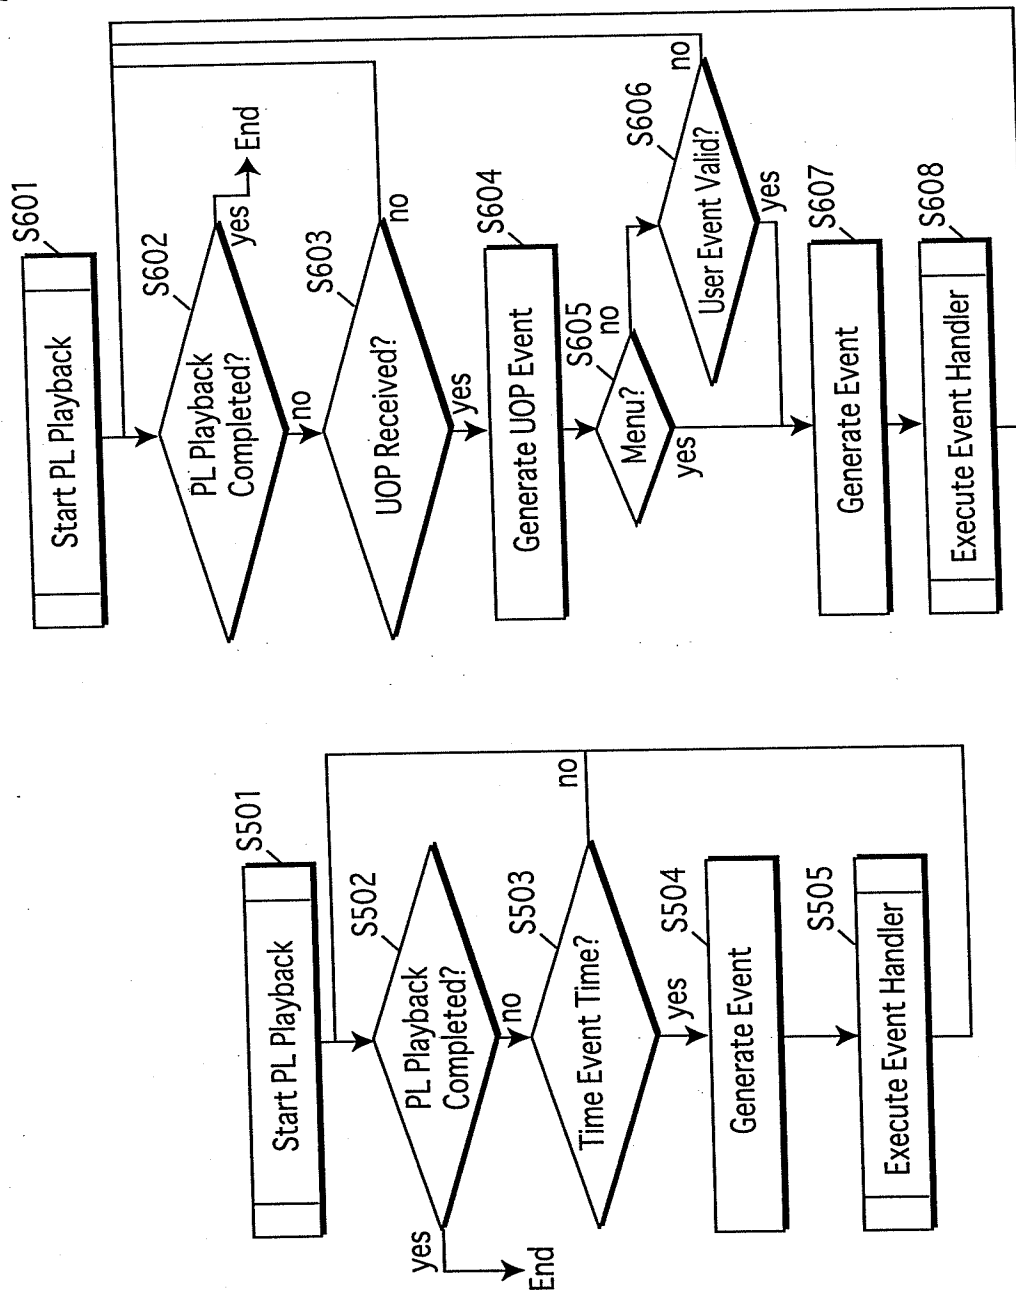 S501
Start PL Playback
S502
PL Playback
Completed?
yes
End
no
S503
Time Event Time?
no
yes
S504
Generate Event
S505
Execute Event Handler
S601
Start PL Playback
S602
PL Playback
Completed?
yes
End
no
S603
UOP Received?
no
yes
S604
Generate UOP Event
S605
Menu?
no
yes
S606
User Event Valid?
no
yes
S607
Generate Event
S608
Execute Event Handler